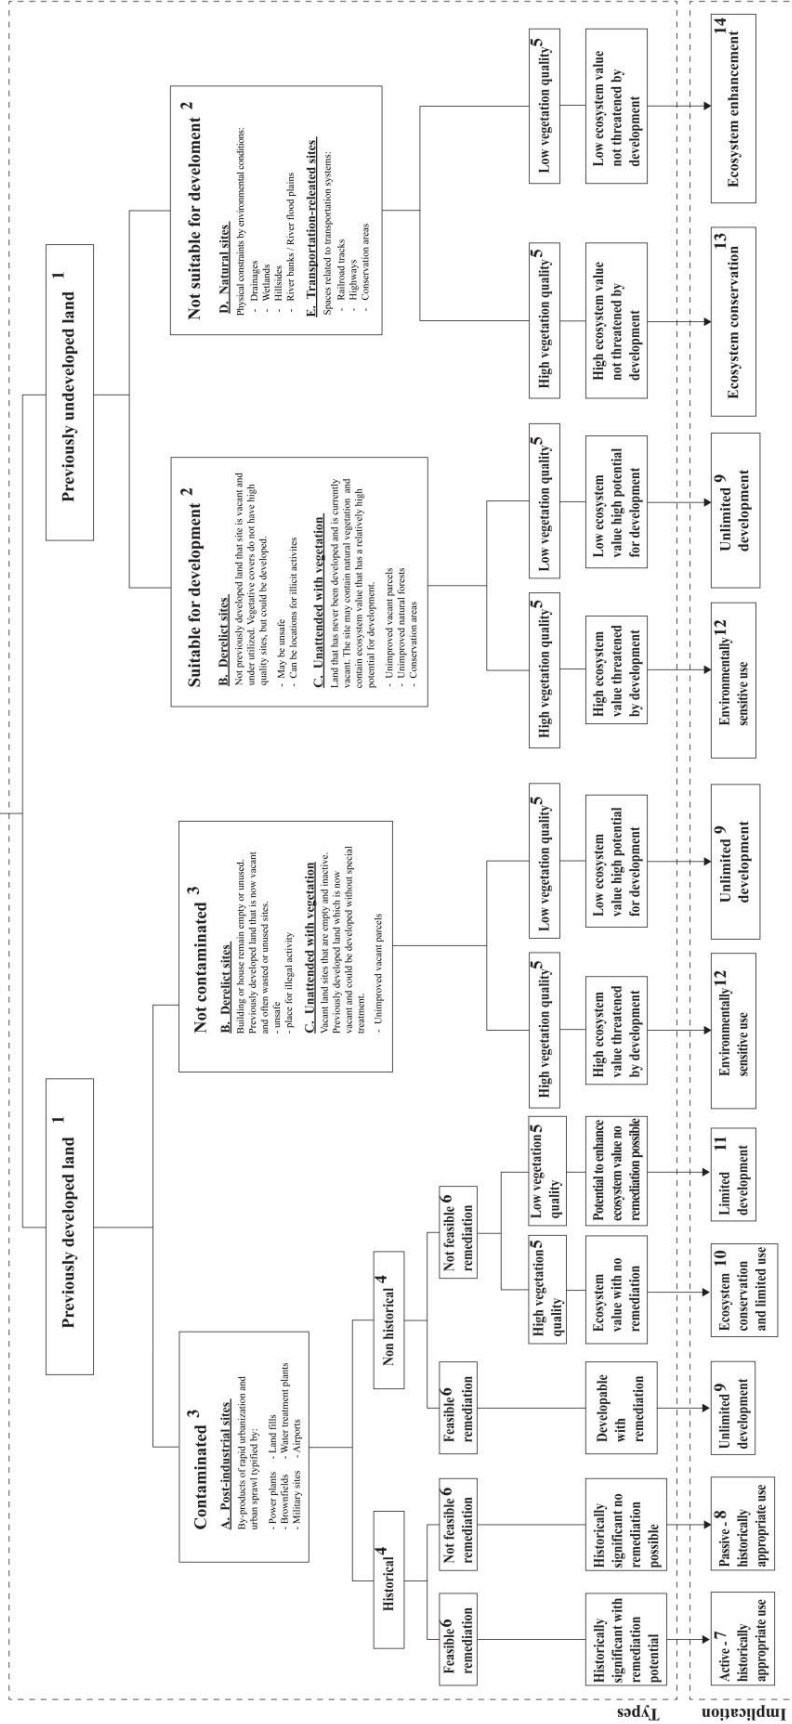 Previously developed land 1
Previously undeveloped land 1
Contaminated 3
A. Post-industrial sites
By-products of rapid urbanization and
urban sprawl typified by:
- Power plants - Land fills
- Brownfields - Water treatment plants
- Military sites - Airports
Not contaminated 3
B. Derelict sites
Building or house remain empty or unused.
Previously developed land that is now vacant
and often wasted or unused sites.
- unsafe
- place for illegal activity
C. Unattended with vegetation
Vacant land sites that are empty and inactive.
Previously developed land which is now
vacant and could be developed without special
treatment.
- Unimproved vacant parcels
Suitable for development 2
B. Derelict sites
Not previously developed land that site is vacant and
under utilized. Vegetative covers do not have high
quality sites, but could be developed.
- May be unsafe
- Can be locations for illicit activites
C. Unattended with vegetation
Land that has never been developed and is currently
vacant. The site may contain natural vegetation and
contain ecosystem value that has a relatively high
potential for development.
- Unimproved vacant parcels
- Unimproved natural forests
- Conservation areas
Not suitable for develoment 2
D. Natural sites
Physical constraints by environmental conditions:
- Drainages
- Wetlands
- Hillsides
- River banks / River flood plains
E. Transportation-releated sites
Spaces related to transportation systems:
- Railroad tracks
- Highways
- Conservation areas
Historical 4
Non historical 4
Feasible 6
remediation
Not feasible 6
remediation
Feasible 6
remediation
Not feasible 6
remediation
High vegetation 5
quality
Low vegetation 5
quality
High vegetation quality 5
Low vegetation quality 5
High vegetation quality 5
Low vegetation quality 5
High vegetation quality 5
Low vegetation quality 5
Types
Historically
significant with
remediation
potential
Historically
significant no
remediation
possible
Developable
with
remediation
Ecosystem
value with no
remediation
Potential to enhance
ecosystem value no
remediation possible
High ecosystem
value threatened
by development
Low ecosystem
value high potential
for development
High ecosystem
value threatened
by development
Low ecosystem
value high potential
for development
High ecosystem value
not threatened by
development
Low ecosystem value
not threatened by
development
Implication
Active - 7
historically
appropriate use
Passive - 8
historically
appropriate use
Unlimited 9
development
Ecosystem 10
conservation
and limited use
Limited 11
development
Environmentally 12
sensitive use
Unlimited 9
development
Environmentally 12
sensitive use
Unlimited 9
development
Ecosystem conservation 13
Ecosystem enhancement 14